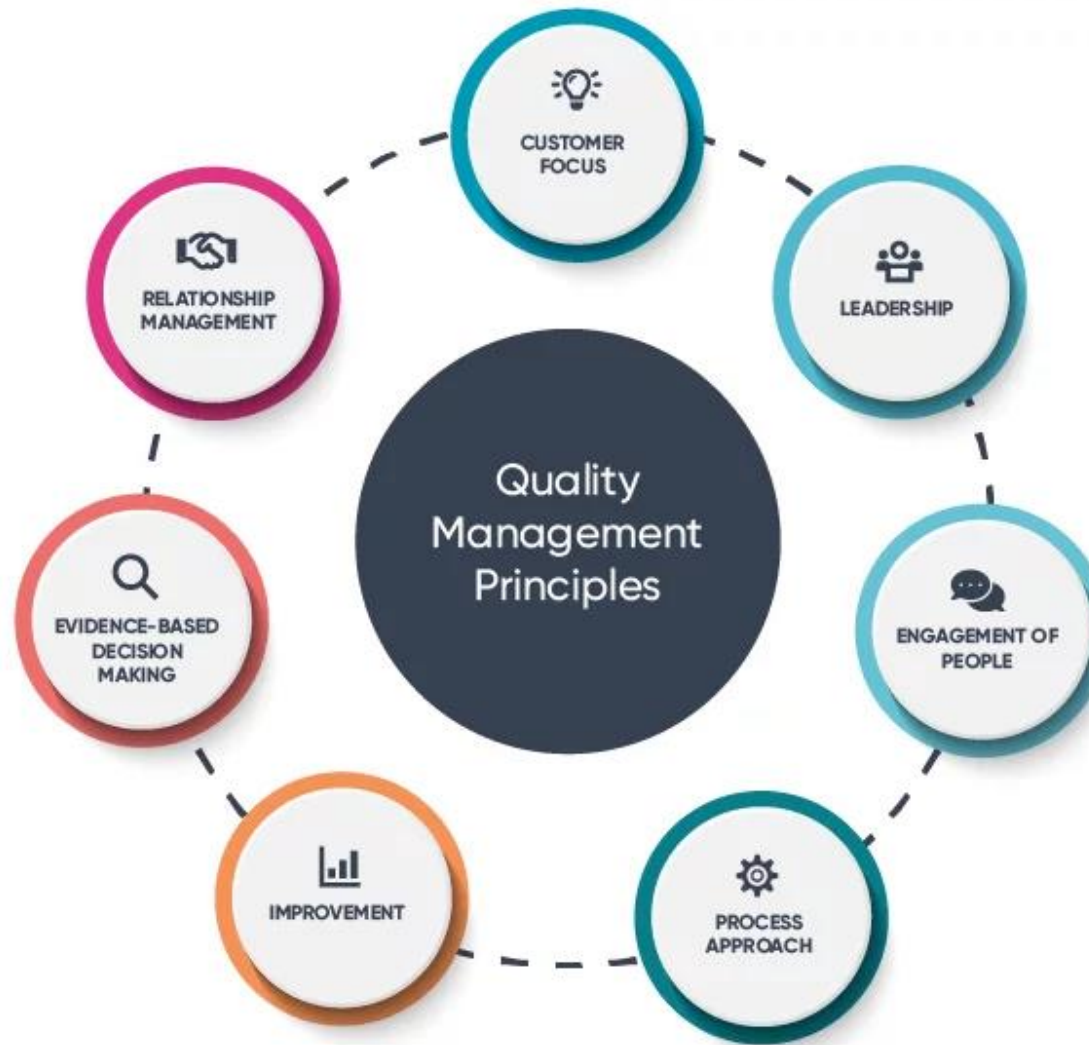 CUSTOMER
FOCUS
LEADERSHIP
ENGAGEMENT OF
PEOPLE
PROCESS
APPROACH
IMPROVEMENT
EVIDENCE-BASED
DECISION
MAKING
RELATIONSHIP
MANAGEMENT
Quality
Management
Principles